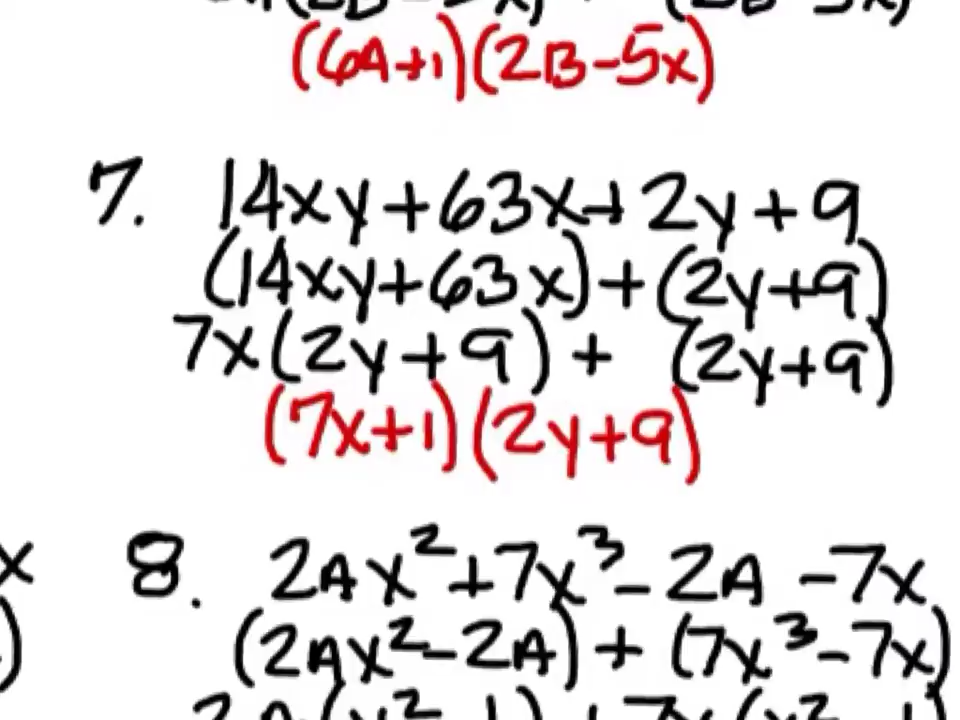 (6A+1)(2B-5x)
7. 14xy+63x+2y+9
(14xy+63x)+(2y+9)
7x(2y+9) + (2y+9)
(7x+1)(2y+9)
x
8. 2Ax²+7x³-2A-7x
)
(2Ax²-2A)+(7x³-7x)